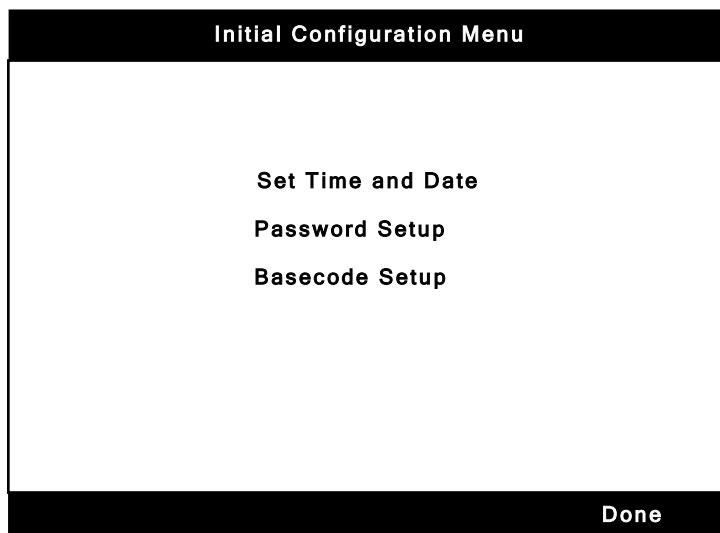 Initial Configuration Menu
Set Time and Date
Password Setup
Basecode Setup
Done